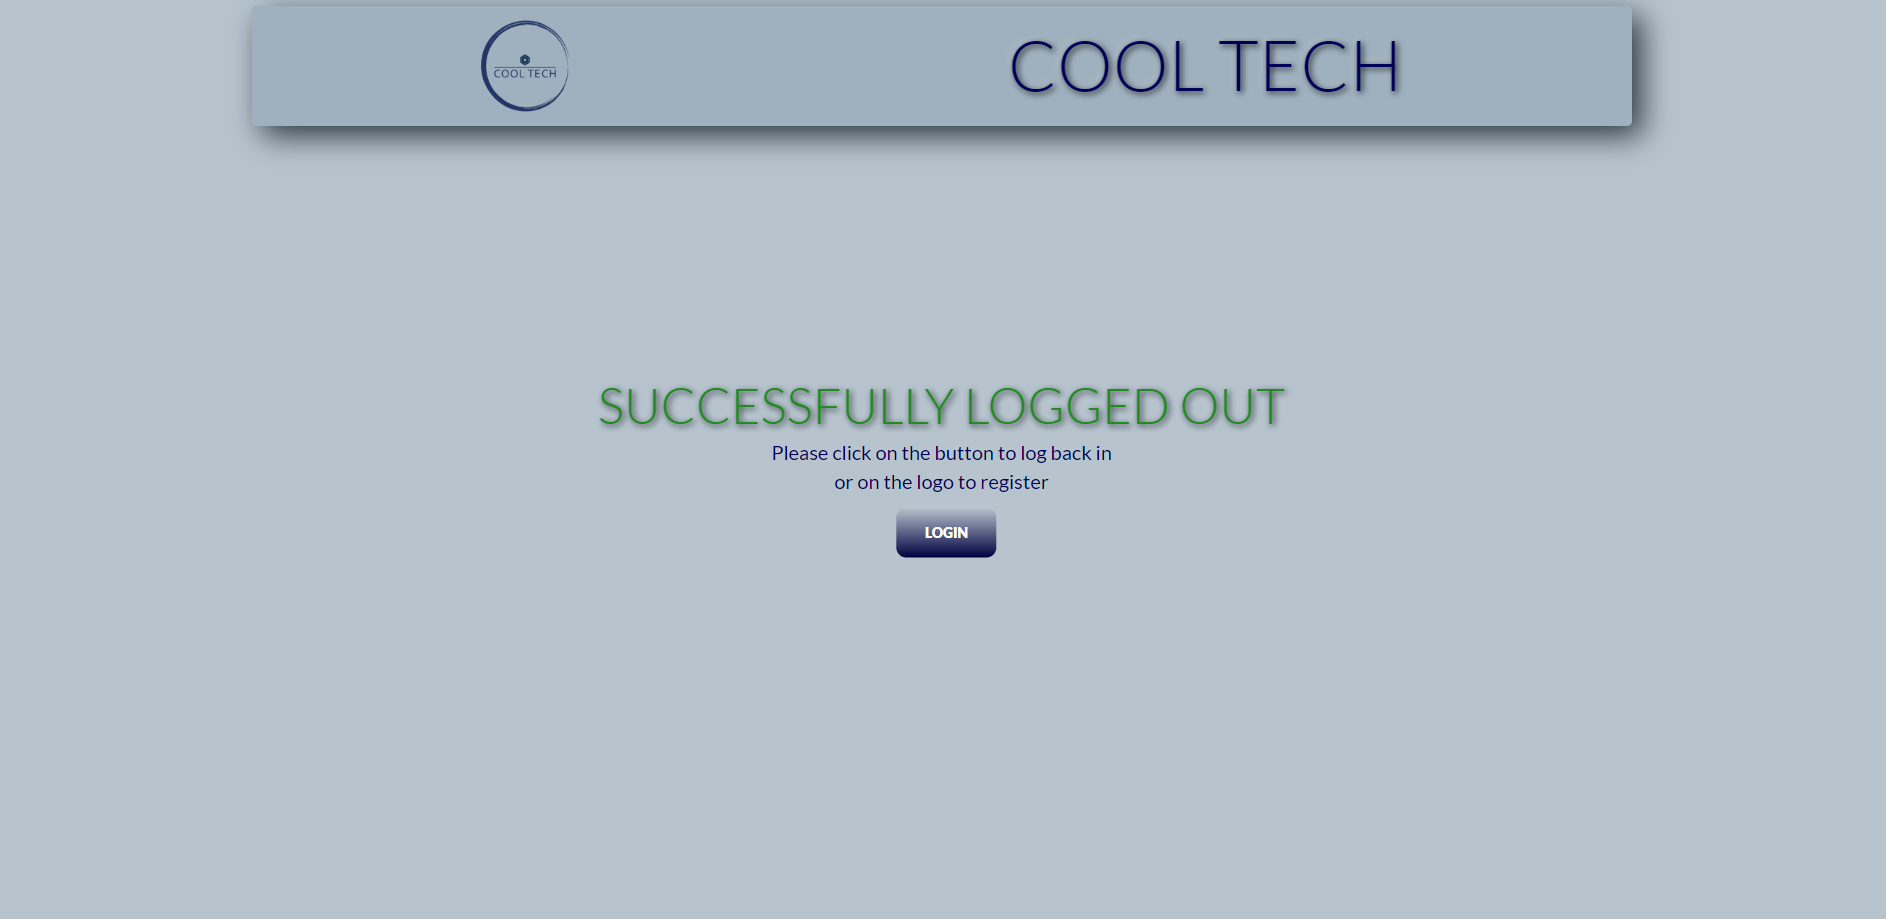 COOL TECH
COOL TECH
SUCCESSFULLY LOGGED OUT
Please click on the button to log back in
or on the logo to register
LOGIN